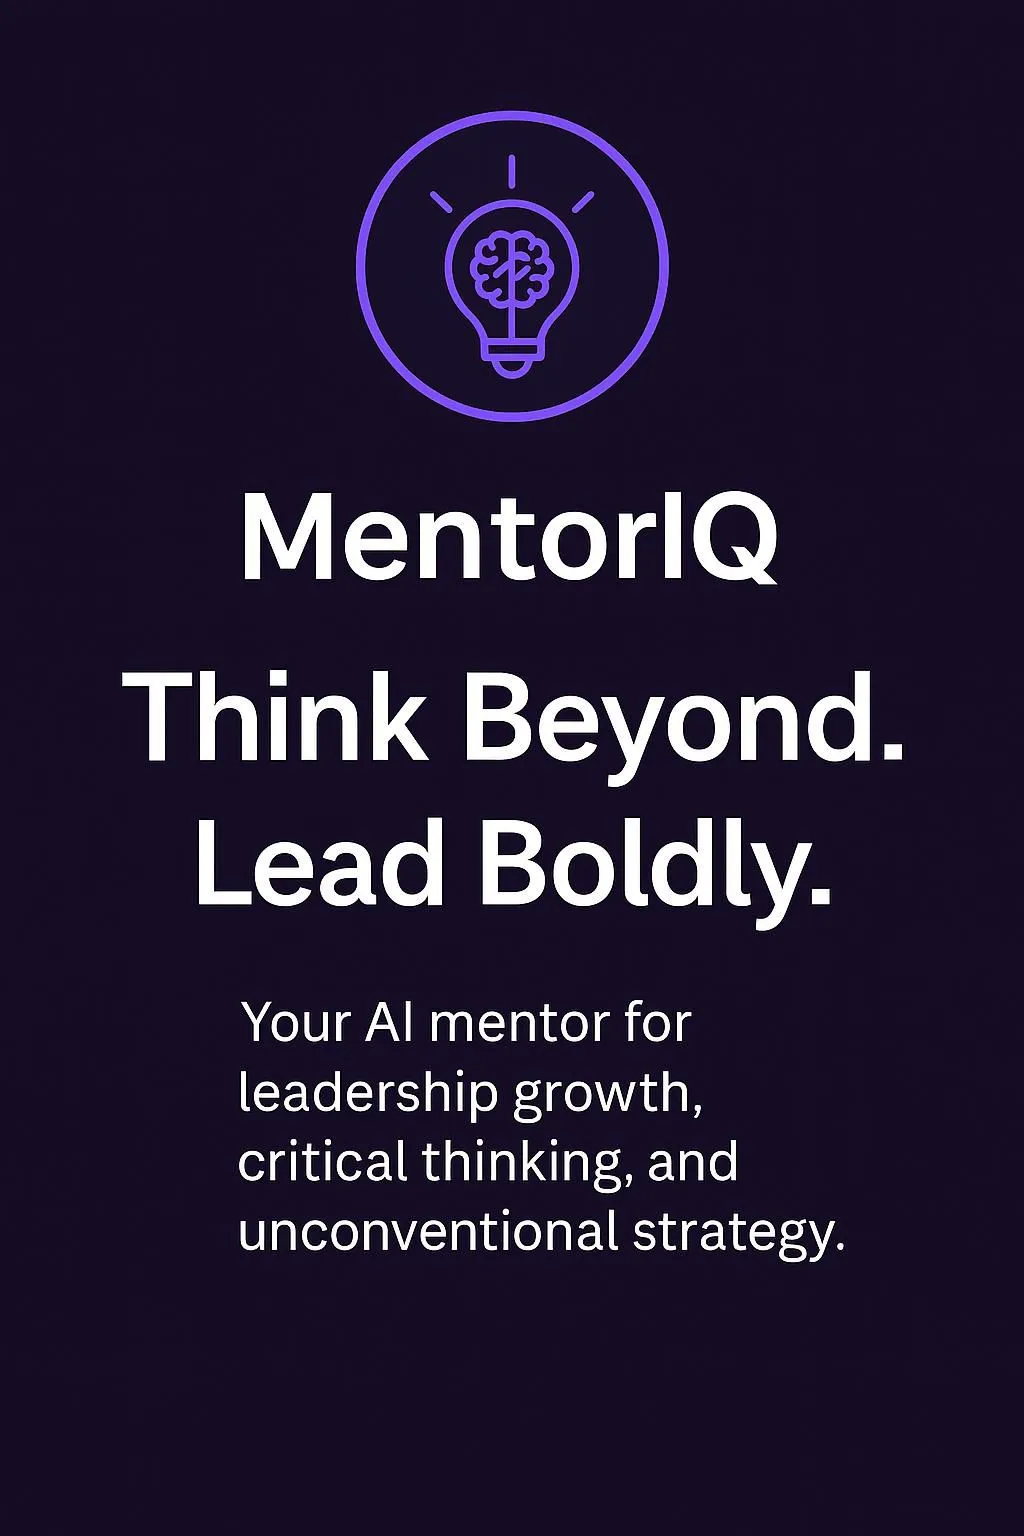 MentorIQ
Think Beyond.
Lead Boldly.
Your AI mentor for
leadership growth,
critical thinking, and
unconventional strategy.